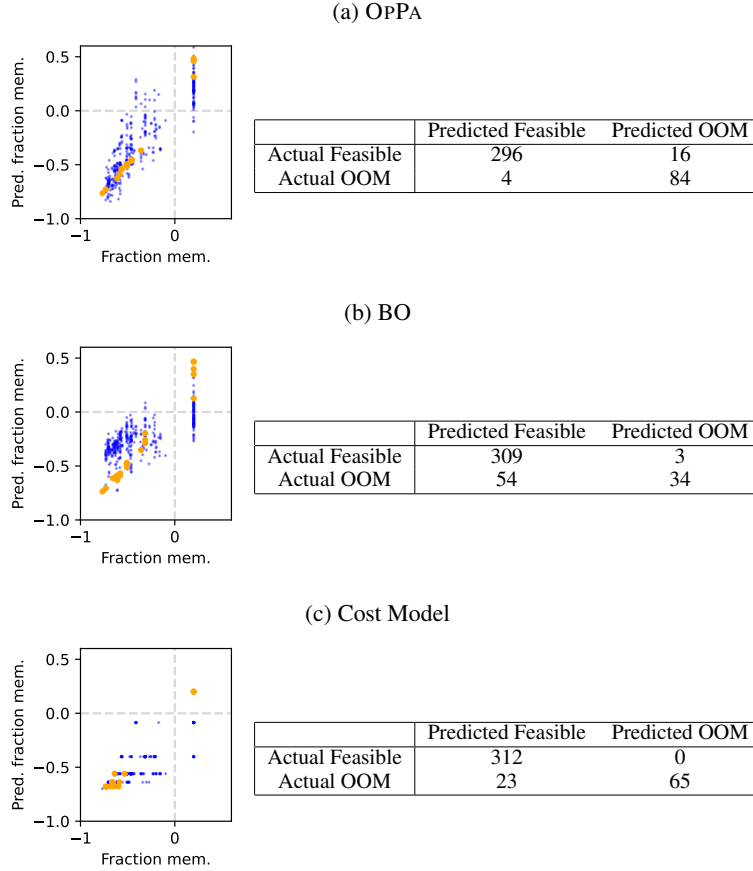 (a) OPPA
Pred. fraction mem.
0.5
0.0
−0.5
−1.0
−1
0
Fraction mem.
Predicted Feasible Predicted OOM
Actual Feasible 296 16
Actual OOM 4 84
(b) BO
Pred. fraction mem.
0.5
0.0
−0.5
−1.0
−1
0
Fraction mem.
Predicted Feasible Predicted OOM
Actual Feasible 309 3
Actual OOM 54 34
(c) Cost Model
Pred. fraction mem.
0.5
0.0
−0.5
−1.0
−1
0
Fraction mem.
Predicted Feasible Predicted OOM
Actual Feasible 312 0
Actual OOM 23 65